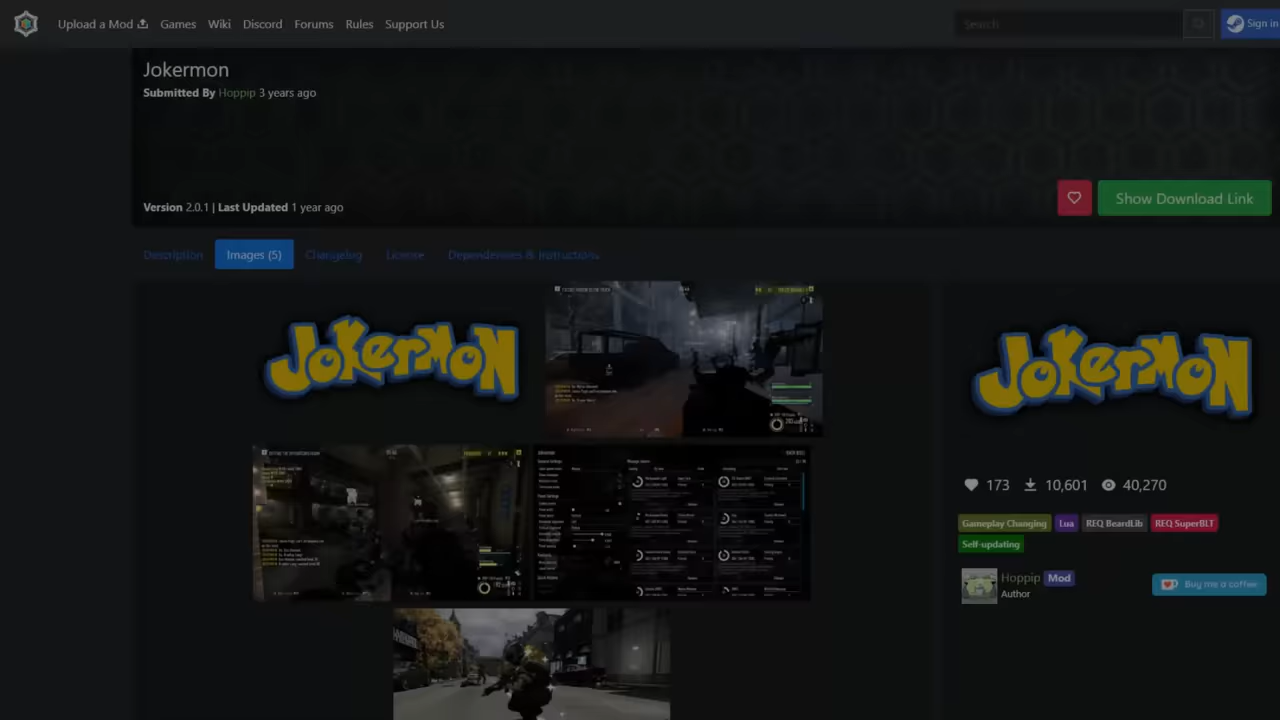 Upload a Mod Games Wiki Discord Forums Rules Support Us Search Sign in
Jokermon
Submitted By Hoppip 3 years ago
Version 2.0.1 | Last Updated 1 year ago
Show Download Link
Description Images (5) Changelog License Dependencies & Instructions
JOKERMON
JOKERMON
173 10,601 40,270
Gameplay Changing Lua REQ BeardLib REQ SuperBLT
Self-updating
Hoppip Mod
Author
Buy me a coffee